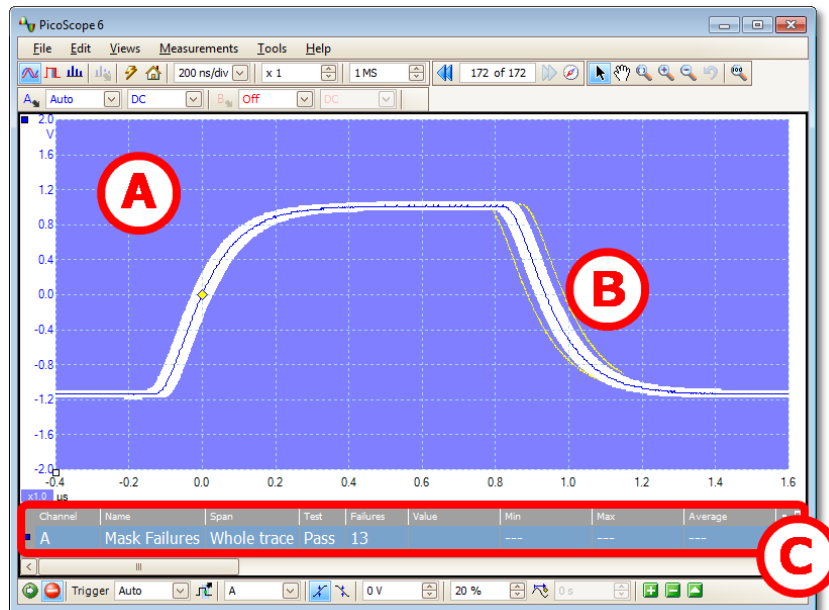 PicoScope 6
File Edit Views Measurements Tools Help
200 ns/div x 1 1 MS 172 of 172
A Auto DC B Off DC
2.0
V
1.6
1.2
0.8
0.4
0.0
-0.4
-0.8
-1.2
-1.6
-2.0
A
B
-0.4 -0.2 0.0 0.2 0.4 0.6 0.8 1.0 1.2 1.4 1.6
x1.0 µs
Channel Name Span Test Failures Value Min Max Average
A Mask Failures Whole trace Pass 13 --- --- ---
C
Trigger Auto A 0 V 20 % 0 s